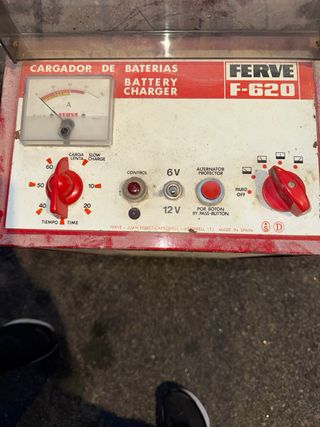 CARGADOR DE BATERIAS
BATTERY
CHARGER
FERVE
F-620
A
FERVE
CARGA
LENTA
SLOW
CHARGE
60
50
10
40
20
TIEMPO
TIME
CONTROL
6V
12V
ALTERNATOR
PROTECTOR
POR BOTON
BY PASS-BUTTON
PARO
OFF
D
MADE IN SPAIN